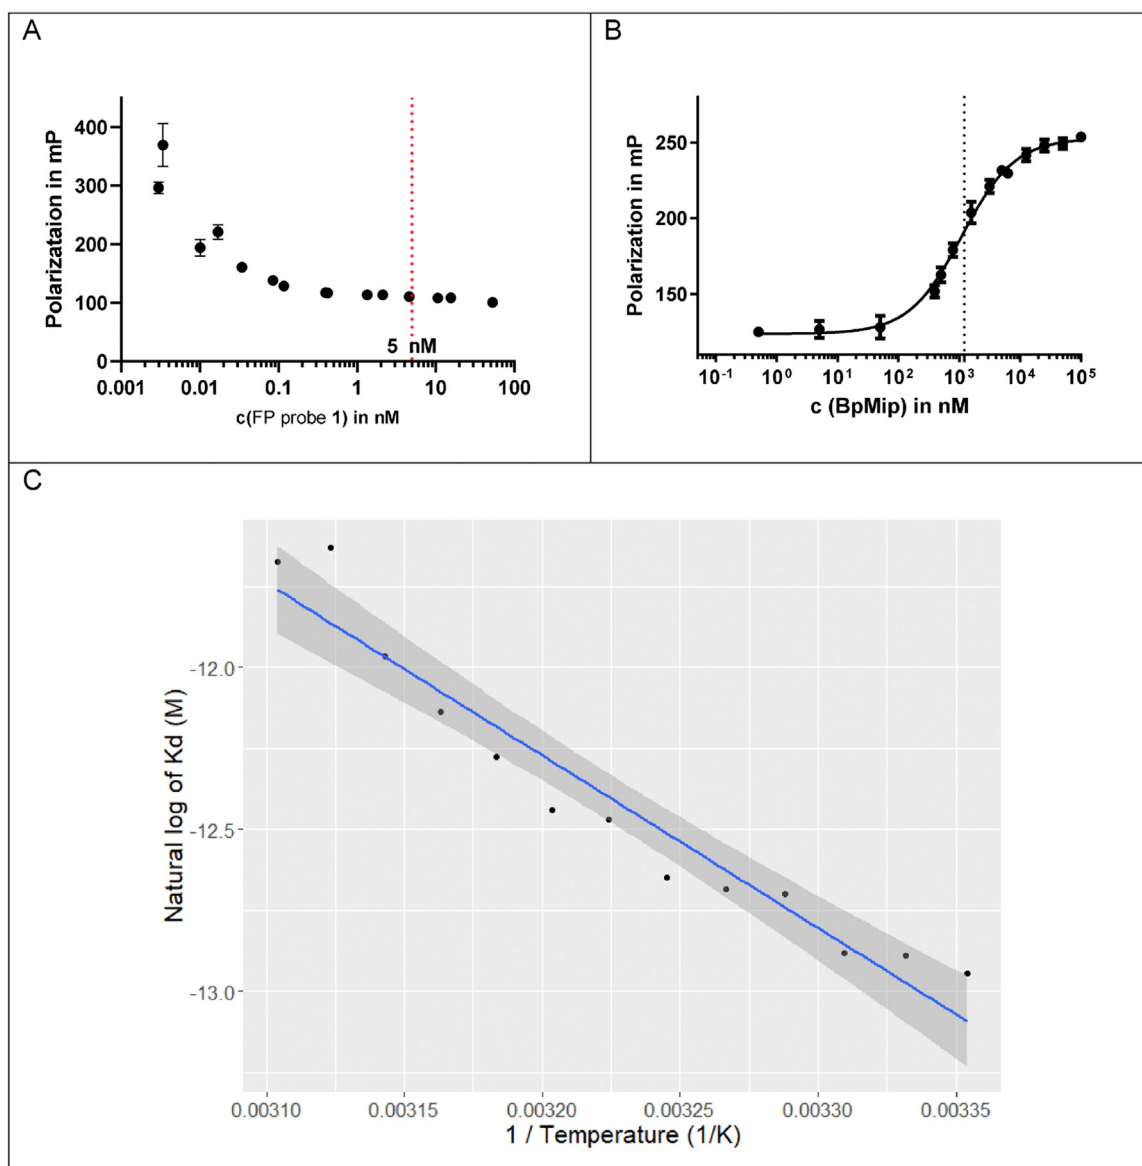 A
Polarizataion in mP
400
300
200
100
0
5 nM
0.001 0.01 0.1 1 10 100
c(FP probe 1) in nM
B
Polarization in mP
250
200
150
10-1 100 101 102 103 104 105
c (BpMip) in nM
C
Natural log of Kd (M)
-12.0
-12.5
-13.0
0.00310 0.00315 0.00320 0.00325 0.00330 0.00335
1 / Temperature (1/K)